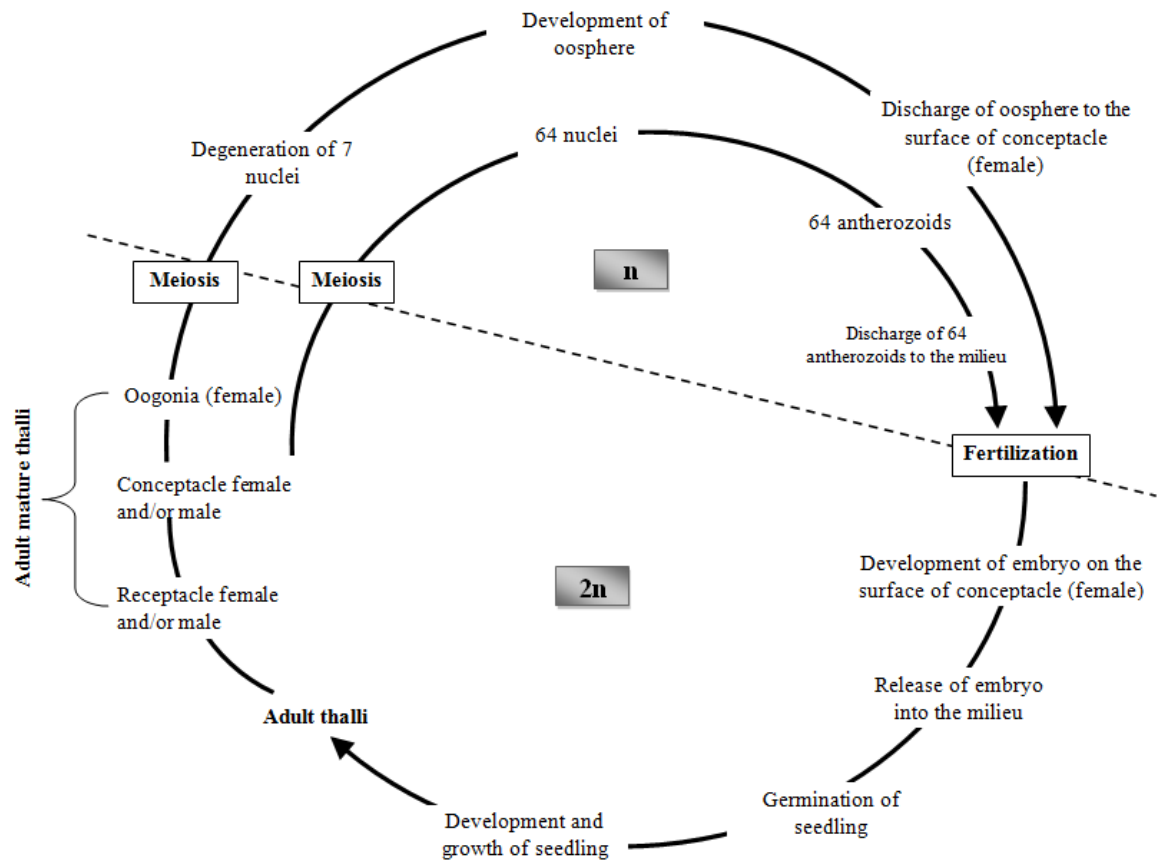 Development of
oosphere
Discharge of oosphere to the
surface of conceptacle
(female)
64 nuclei
Degeneration of 7
nuclei
64 antherozoids
Meiosis
Meiosis
n
Discharge of 64
antherozoids to the milieu
Oogonia (female)
Adult mature thalli
Fertilization
Conceptacle female
and/or male
Development of embryo on the
surface of conceptacle (female)
2n
Receptacle female
and/or male
Release of embryo
into the milieu
Adult thalli
Germination of
seedling
Development and
growth of seedling